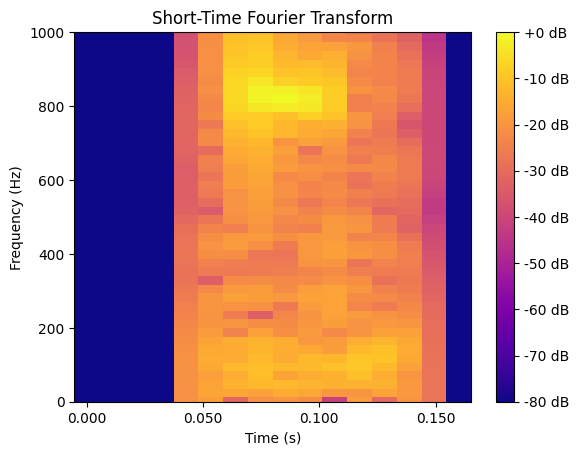 Short-Time Fourier Transform
1000
800
600
400
200
0
Frequency (Hz)
0.000
0.050
0.100
0.150
Time (s)
+0 dB
-10 dB
-20 dB
-30 dB
-40 dB
-50 dB
-60 dB
-70 dB
-80 dB